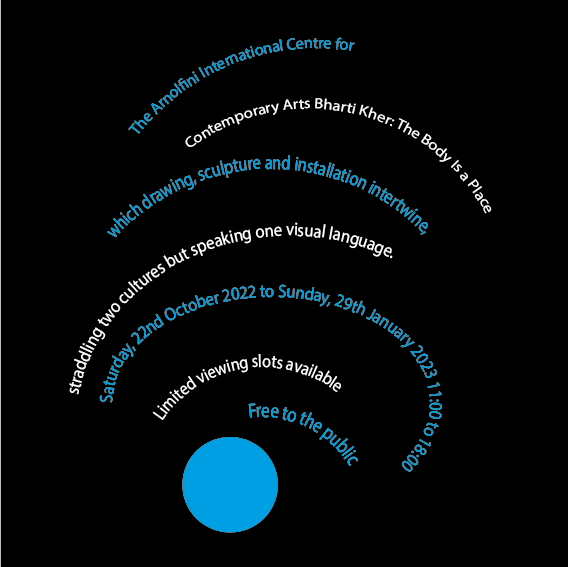 The Arnolfini International Centre for
Contemporary Arts Bharti Kher: The Body Is a Place
which drawing, sculpture and installation intertwine,
straddling two cultures but speaking one visual language.
Saturday, 22nd October 2022 to Sunday, 29th January 2023 11:00 to 18:00
Limited viewing slots available
Free to the public